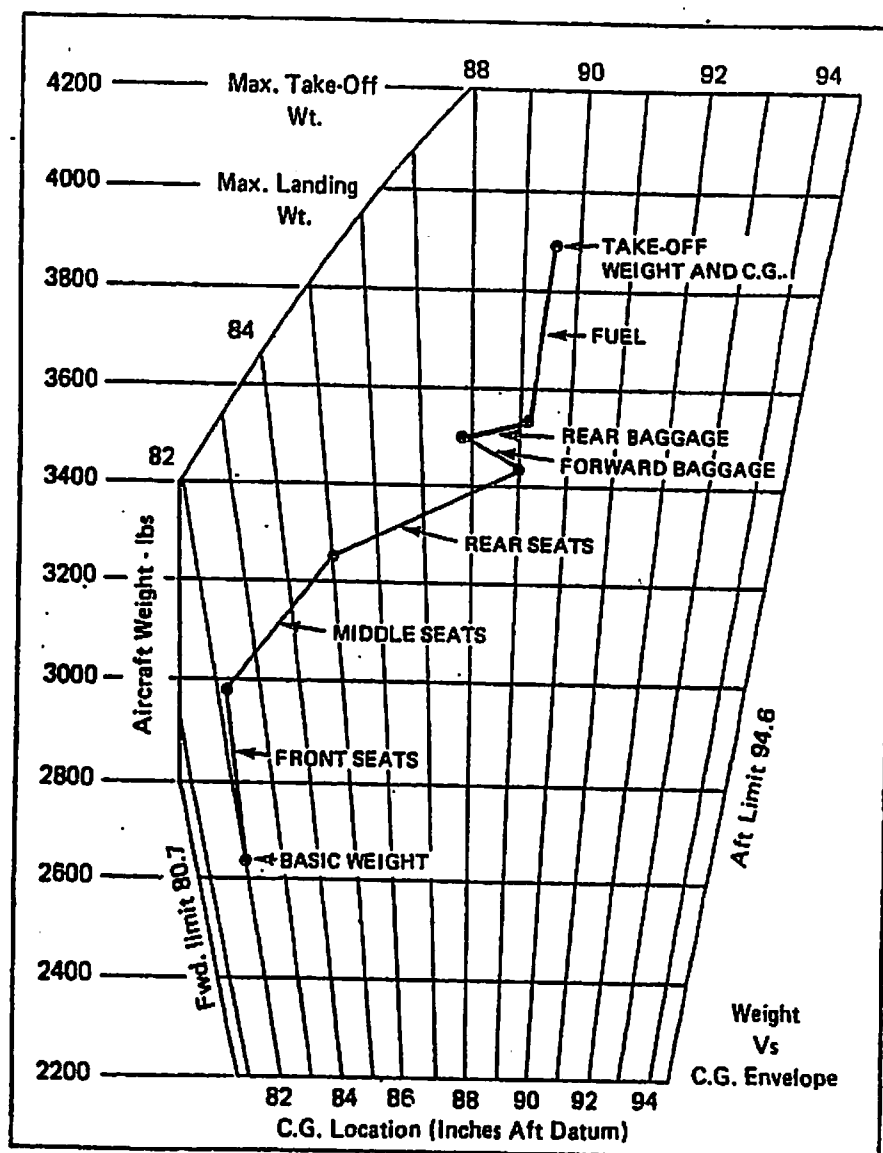 88 90 92 94
4200 Max. Take-Off
Wt.
4000 Max. Landing
Wt.
TAKE-OFF
WEIGHT AND C.G.
3800
84
FUEL
3600
REAR BAGGAGE
82
FORWARD BAGGAGE
3400
REAR SEATS
3200
MIDDLE SEATS
3000
Aircraft Weight - lbs
FRONT SEATS
2800
Aft Limit 94.6
BASIC WEIGHT
2600
Fwd. limit 80.7
2400
Weight
Vs
C.G. Envelope
2200
82 84 86 88 90 92 94
C.G. Location (Inches Aft Datum)